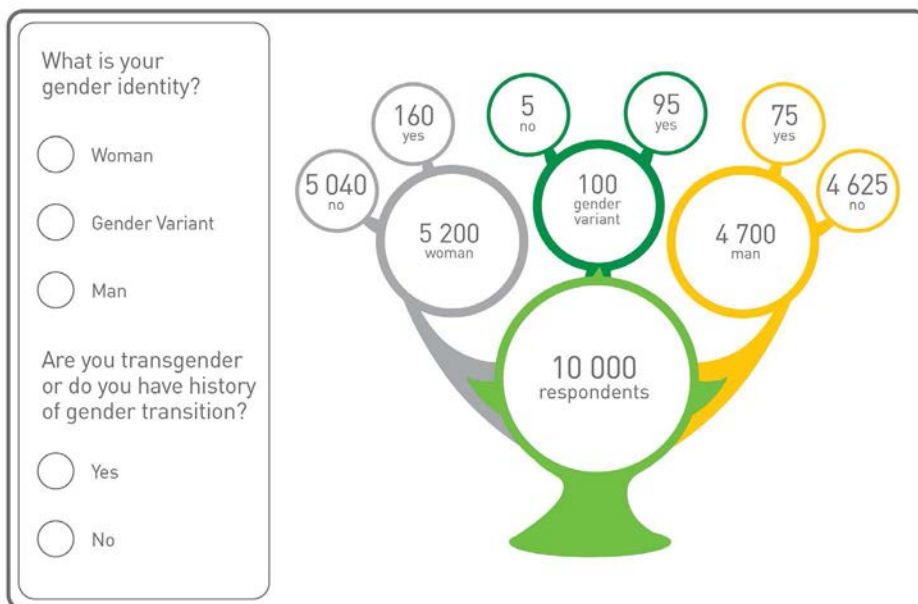 What is your
gender identity?
Woman
Gender Variant
Man
Are you transgender
or do you have history
of gender transition?
Yes
No
160
yes
5 040
no
5 200
woman
5
no
95
yes
100
gender
variant
75
yes
4 625
no
4 700
man
10 000
respondents